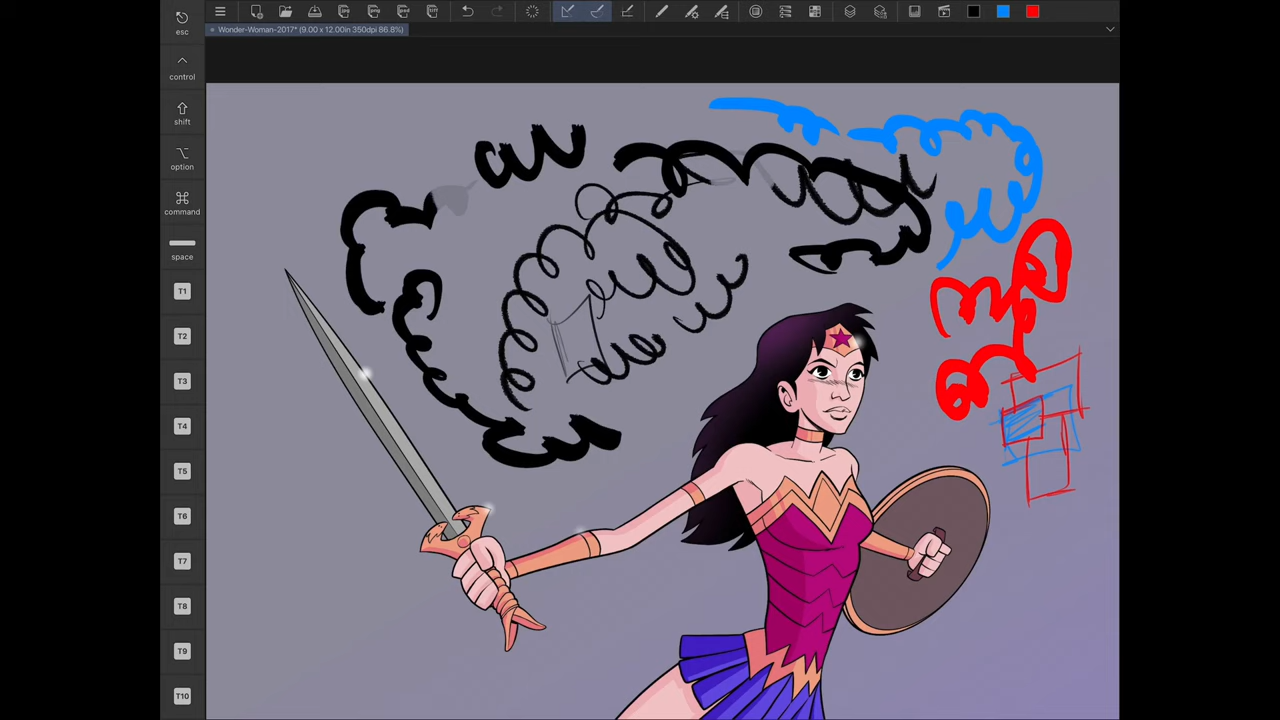 esc
Wonder-Woman-2017* (9.00 x 12.00in 350dpi 86.8%)
control
shift
option
command
space
T1
T2
T3
T4
T5
T6
T7
T8
T9
T10